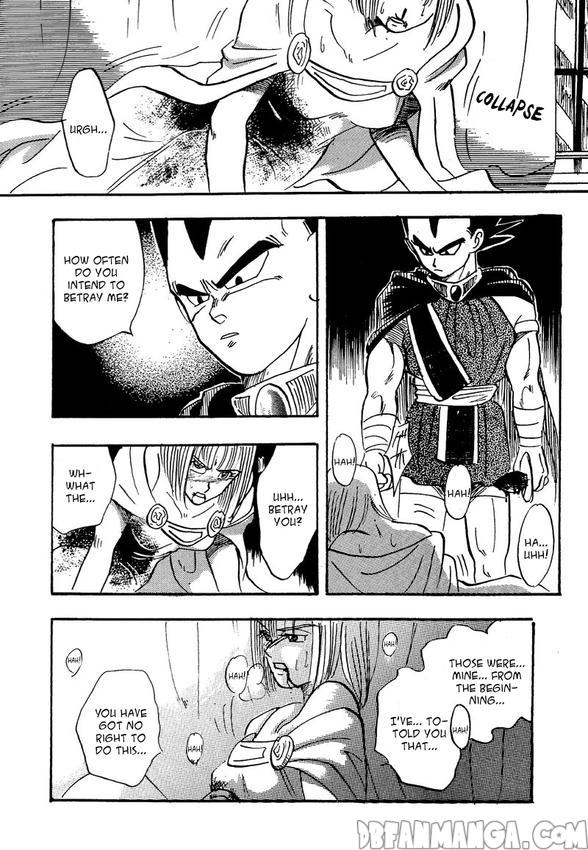 COLLAPSE
URGH...
HOW OFTEN
DO YOU
INTEND TO
BETRAY ME?
HAH!
HAH!
HAH!
HA...
UHH!
WH-
WHAT
THE...
UHH..
BETRAY
YOU?
THOSE WERE...
MINE... FROM
THE BEGIN-
NING...
I'VE... TO-
TOLD YOU
THAT...
HAH!
HAH!
HAH!
HAH!
HAH!
YOU HAVE
GOT NO
RIGHT TO
DO THIS...
DBFANMANGA.COM